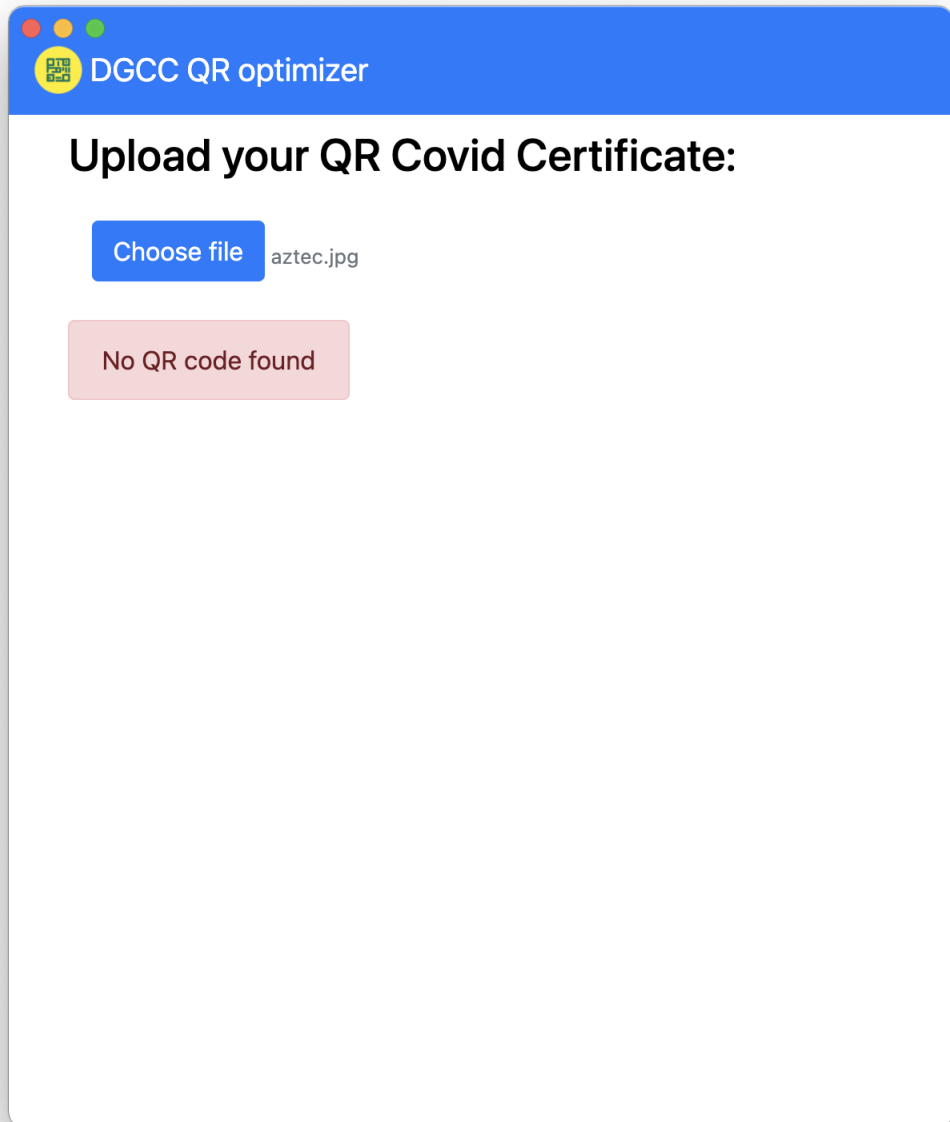 DGCC QR optimizer
Upload your QR Covid Certificate:
Choose file aztec.jpg
No QR code found